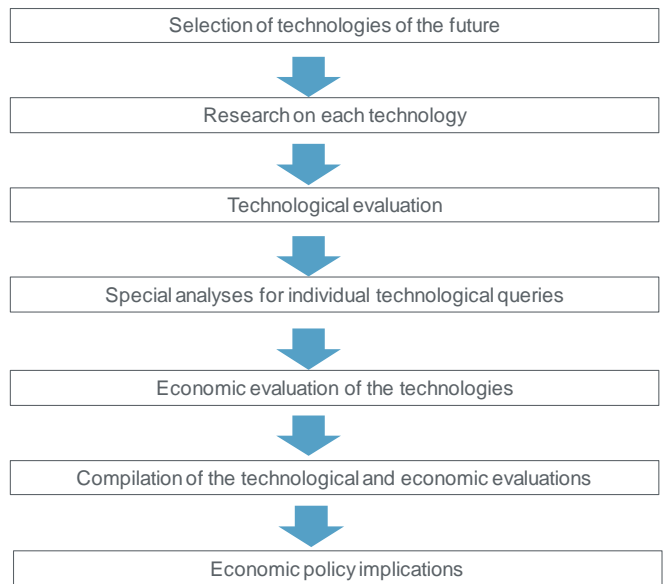 Selection of technologies of the future
Research on each technology
Technological evaluation
Special analyses for individual technological queries
Economic evaluation of the technologies
Compilation of the technological and economic evaluations
Economic policy implications